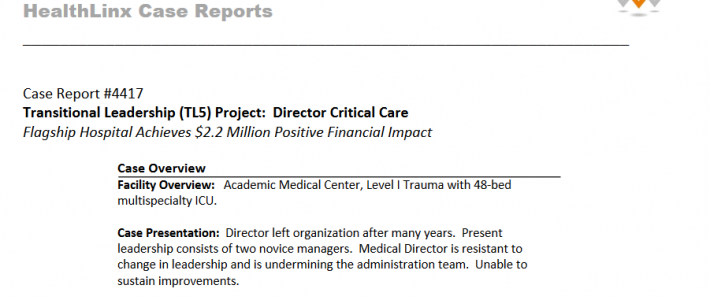 HealthLinx Case Reports
Case Report #4417
Transitional Leadership (TL5) Project:  Director Critical Care
Flagship Hospital Achieves $2.2 Million Positive Financial Impact
Case Overview
Facility Overview:   Academic Medical Center, Level I Trauma with 48-bed
multispecialty ICU.
Case Presentation:  Director left organization after many years.  Present
leadership consists of two novice managers.  Medical Director is resistant to
change in leadership and is undermining the administration team.  Unable to
sustain improvements.